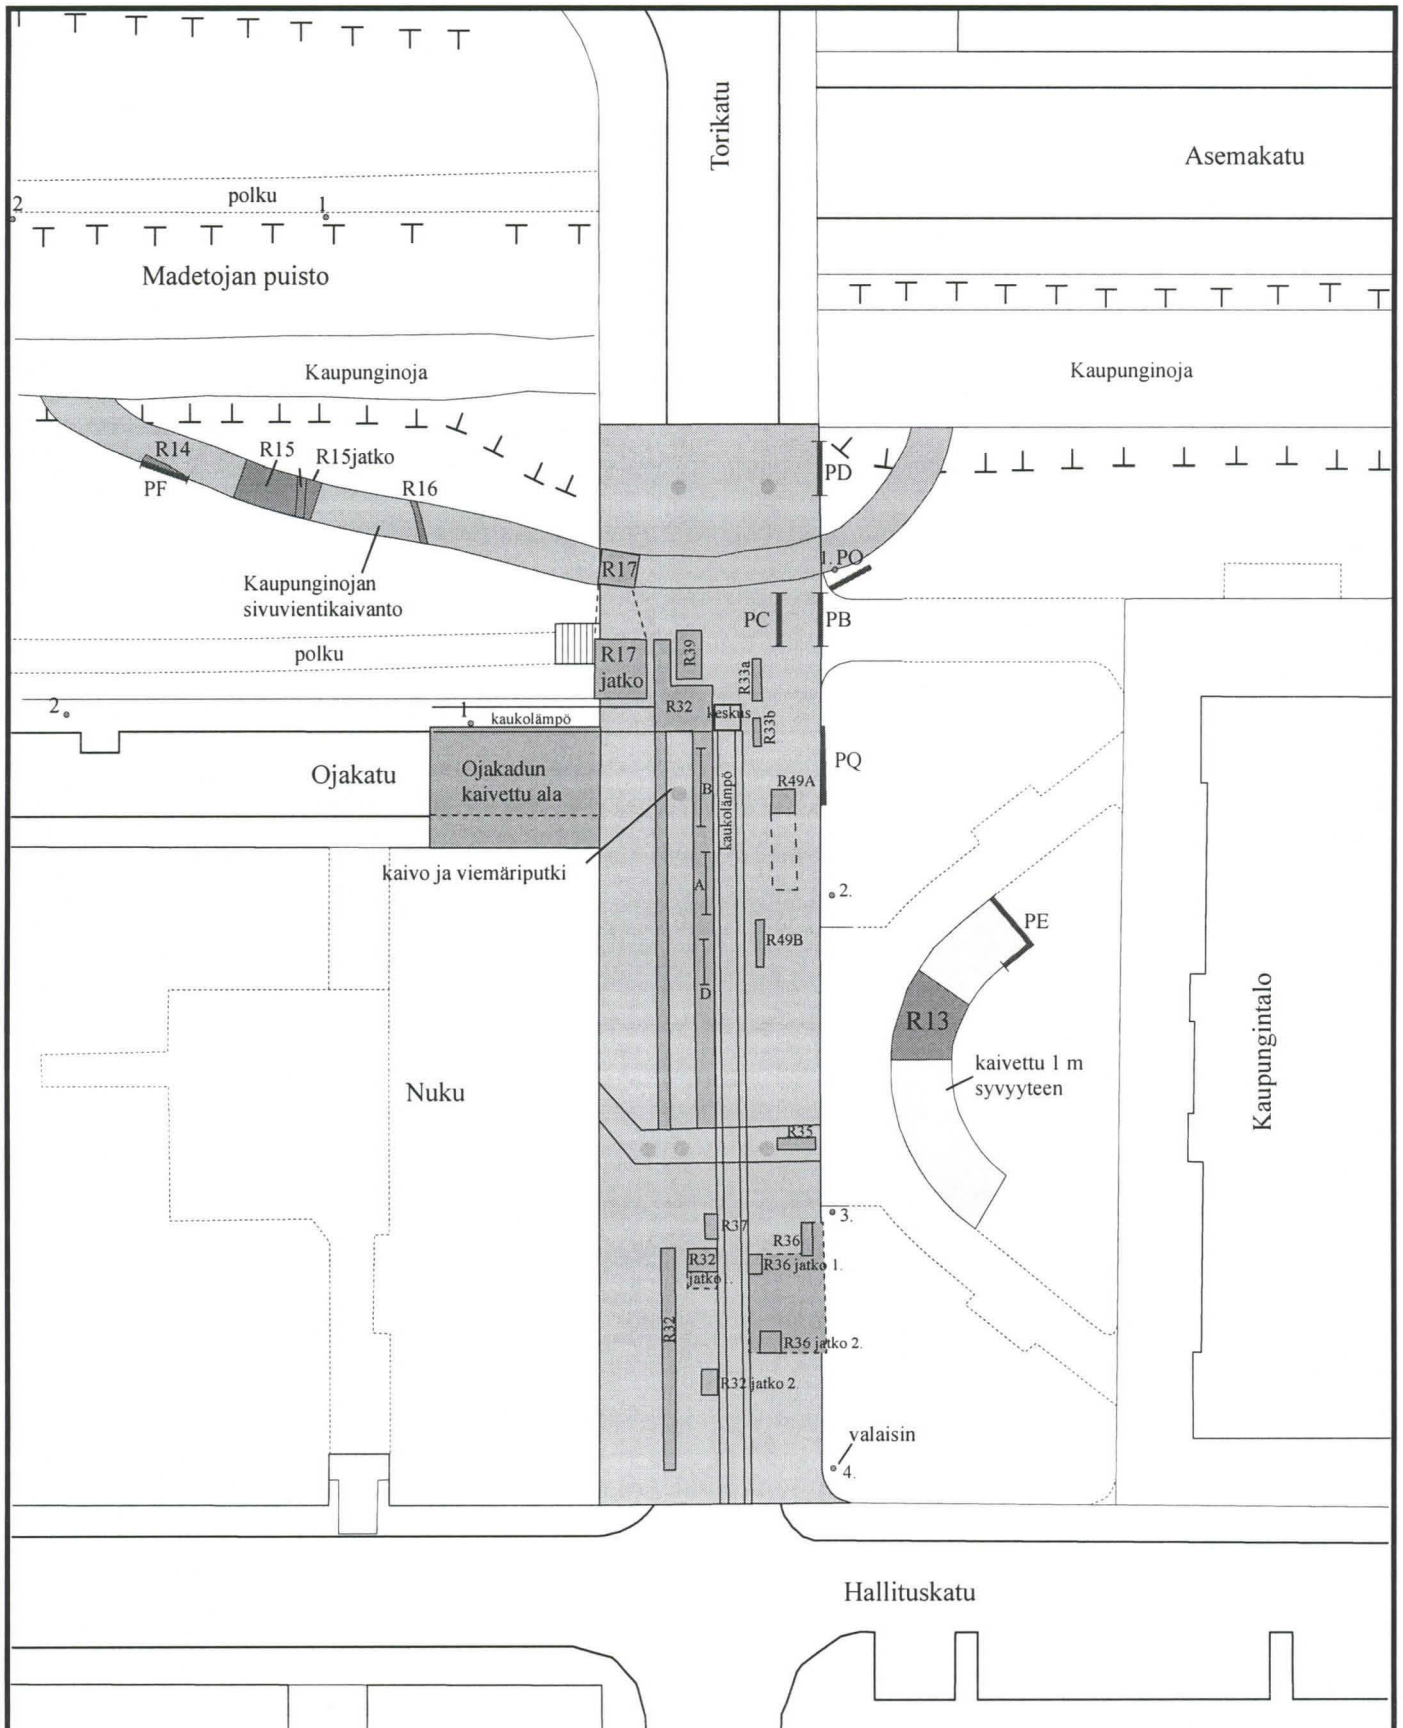 Torikatu
Asemakatu
polku
2
1
Madetojan puisto
Kaupunginoja
Kaupunginoja
R14
R15
R15jatko
PF
R16
PD
Kaupunginojan
sivuvientikaivanto
R17
1. PO
PC
PB
polku
R17
jatko
R39
R33a
R32
keskus
R33b
2
1
kaukolämpö
Ojakatu
Ojakadun
kaivettu ala
B
kaukolämpö
R49A
PQ
kaivo ja viemäriputki
A
2.
R49B
PE
D
R13
kaivettu 1 m
syvyyteen
Kaupungintalo
Nuku
R35
R37
R36
3.
R32
jatko 1.
R36 jatko 1.
R32
R36 jatko 2.
R32 jatko 2.
valaisin
4.
Hallituskatu